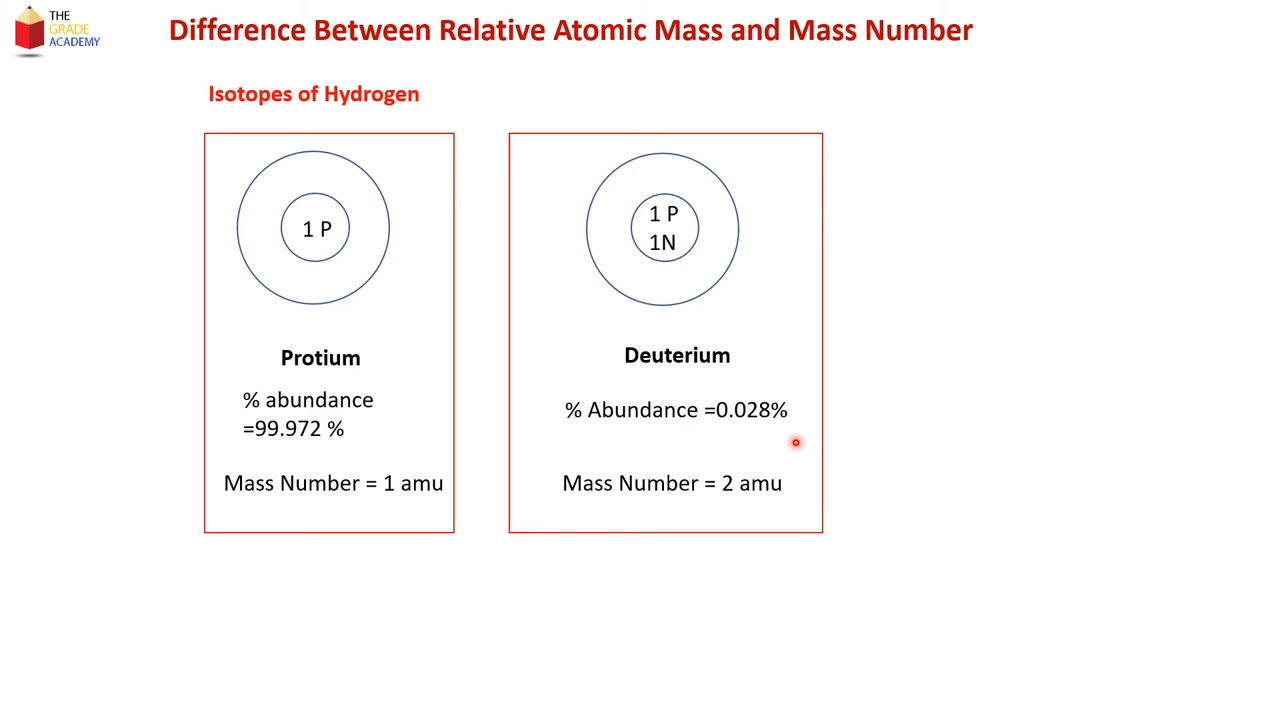 THE
GRADE
ACADEMY
Difference Between Relative Atomic Mass and Mass Number
Isotopes of Hydrogen
1 P
Protium
% abundance
=99.972 %
Mass Number = 1 amu
1 P
1N
Deuterium
% Abundance =0.028%
Mass Number = 2 amu